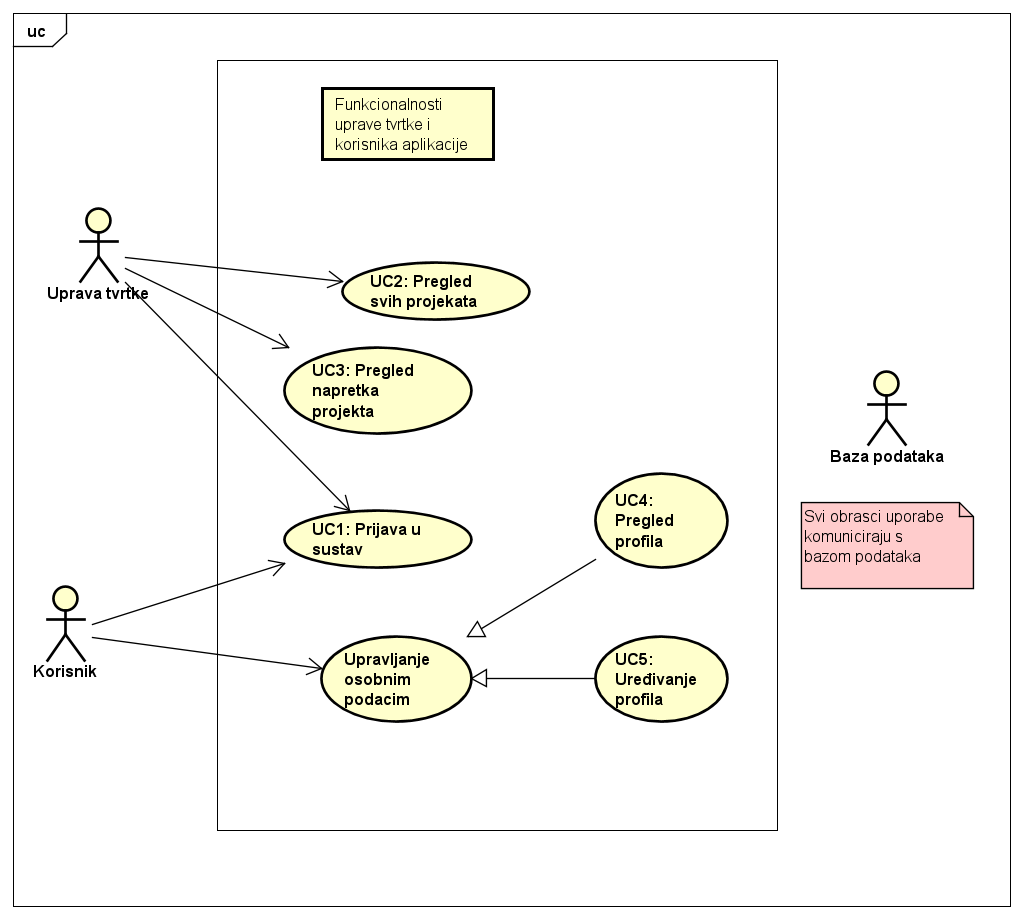 uc
Funkcionalnosti
uprave tvrtke i
korisnika aplikacije
Uprava tvrtke
UC2: Pregled
svih projekata
UC3: Pregled
napretka
projekta
Baza podataka
Svi obrasci uporabe
komuniciraju s
bazom podataka
UC4:
Pregled
profila
UC1: Prijava u
sustav
Korisnik
Upravljanje
osobnim
podacim
UC5:
Uređivanje
profila